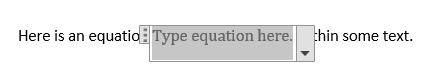 Here is an equatio Type equation here. thin some text.